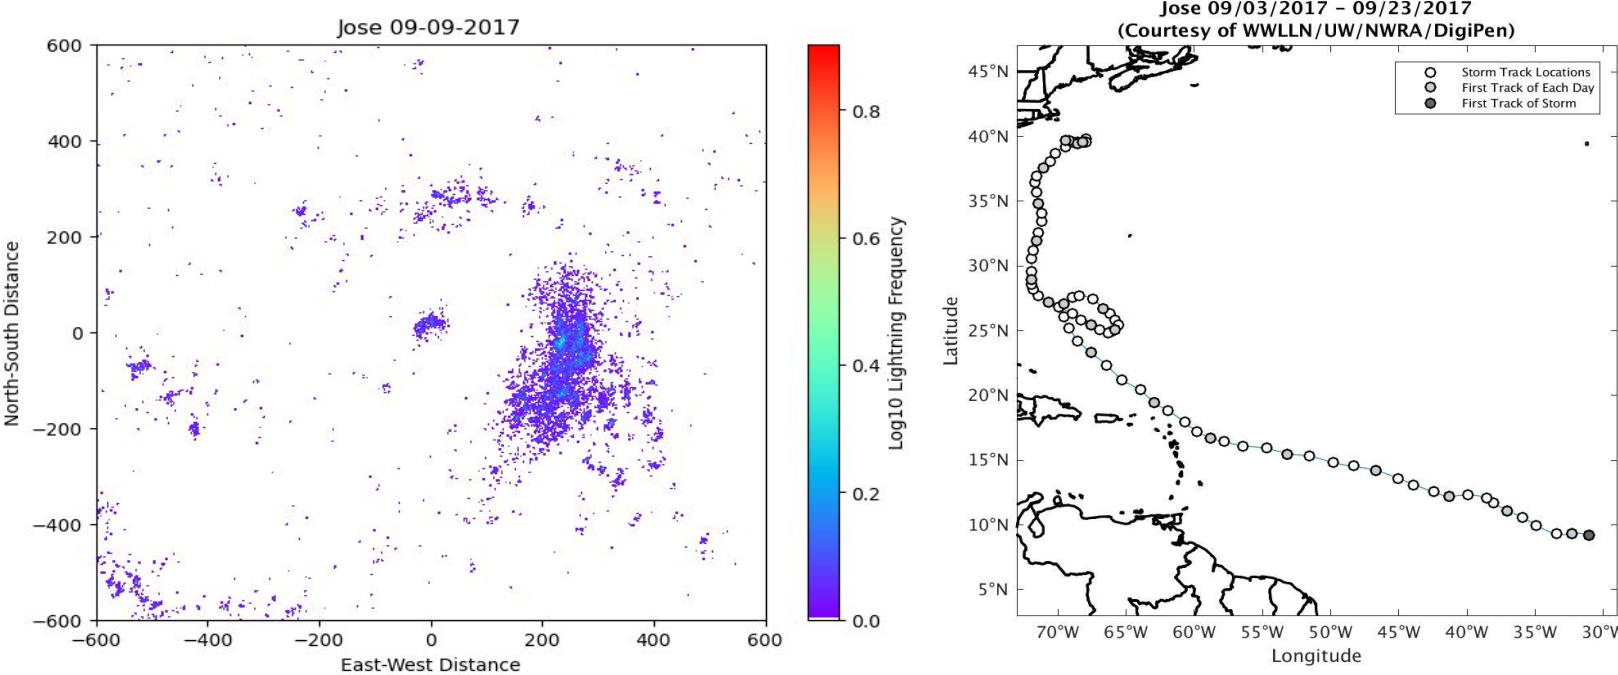 Jose 09-09-2017
600
400
200
0
−200
−400
−600
−600 −400 −200 0 200 400 600
East-West Distance
North-South Distance
0.8
0.6
0.4
0.2
0.0
Log10 Lightning Frequency
Jose 09/03/2017 - 09/23/2017
(Courtesy of WWLLN/UW/NWRA/DigiPen)
Storm Track Locations
First Track of Each Day
First Track of Storm
45°N
40°N
35°N
30°N
25°N
20°N
15°N
10°N
5°N
70°W 65°W 60°W 55°W 50°W 45°W 40°W 35°W 30°W
Longitude
Latitude